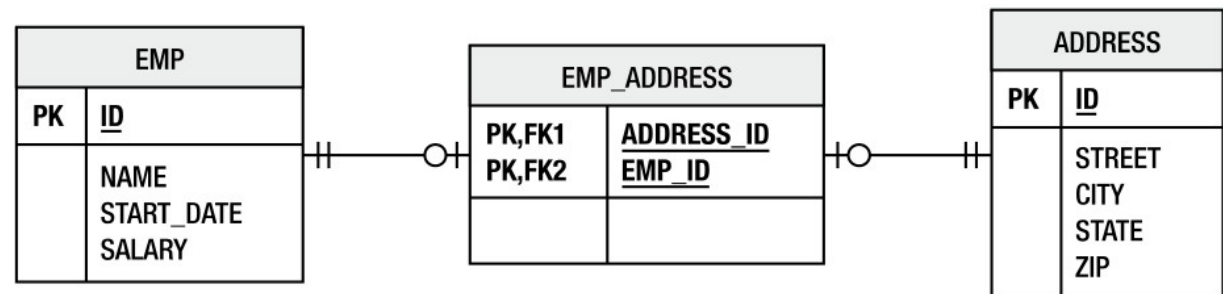 EMP
PK ID
NAME
START_DATE
SALARY
EMP_ADDRESS
PK,FK1 ADDRESS_ID
PK,FK2 EMP_ID
ADDRESS
PK ID
STREET
CITY
STATE
ZIP